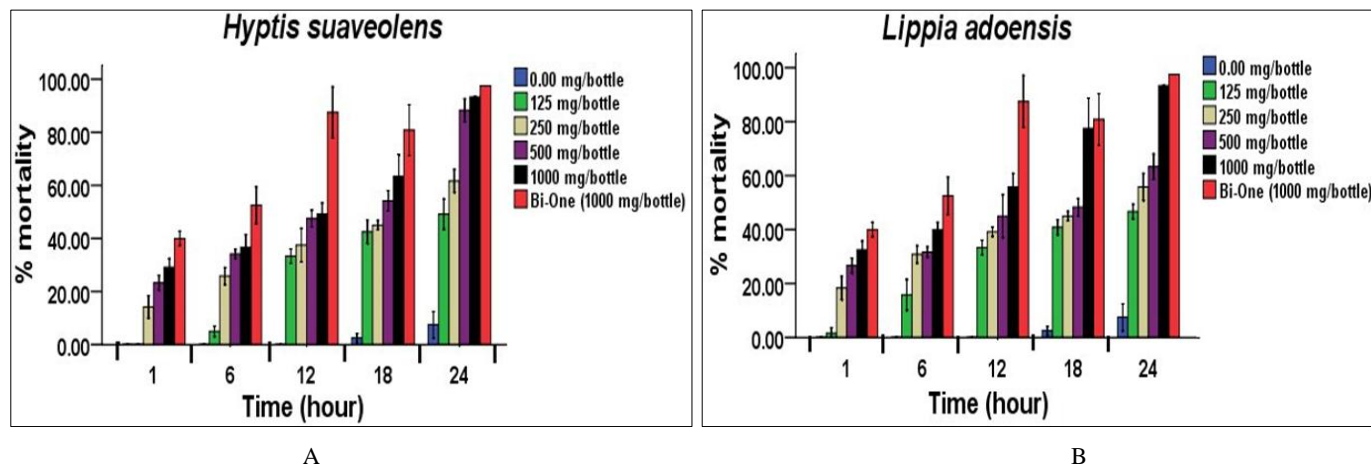 Hyptis suaveolens
% mortality
100.00
80.00
60.00
40.00
20.00
0.00
1 6 12 18 24
Time (hour)
0.00 mg/bottle
125 mg/bottle
250 mg/bottle
500 mg/bottle
1000 mg/bottle
Bi-One (1000 mg/bottle)
A
Lippia adoensis
% mortality
100.00
80.00
60.00
40.00
20.00
0.00
1 6 12 18 24
Time (hour)
0.00 mg/bottle
125 mg/bottle
250 mg/bottle
500 mg/bottle
1000 mg/bottle
Bi-One (1000 mg/bottle)
B